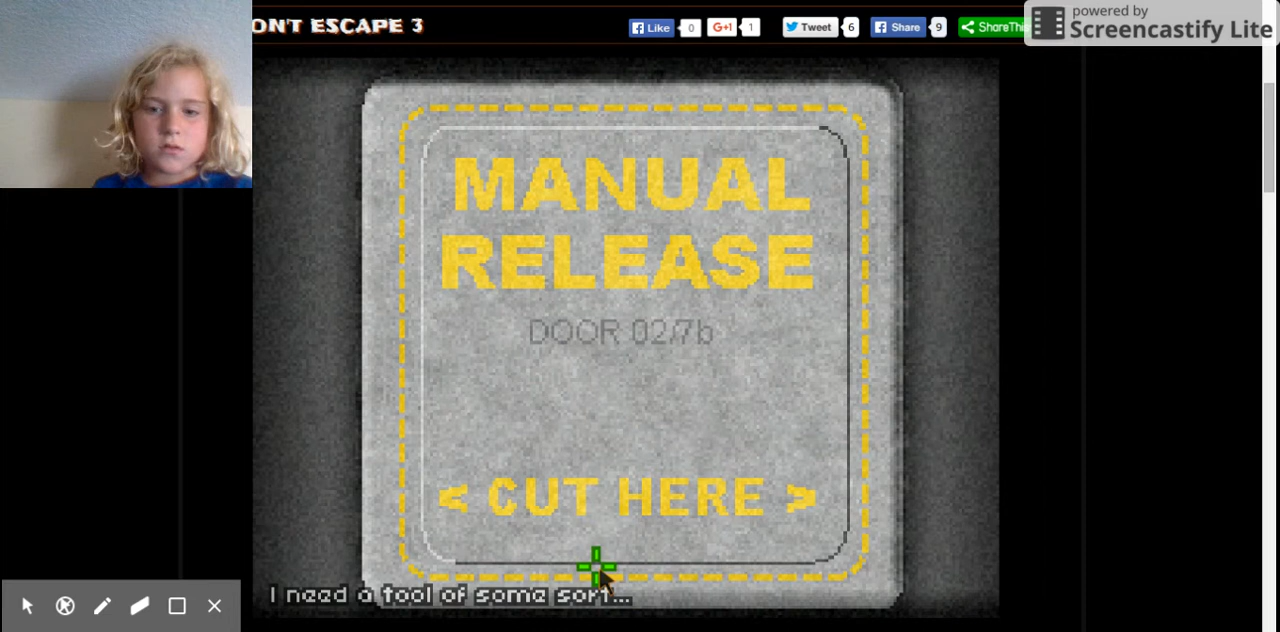 ONT ESCAPE 3
Like 0 G+1 1 Tweet 6 Share 9 ShareThi
powered by
Screencastify Lite
MANUAL
RELEASE
DOOR 02/7b
< CUT HERE >
I need a tool of some sort...